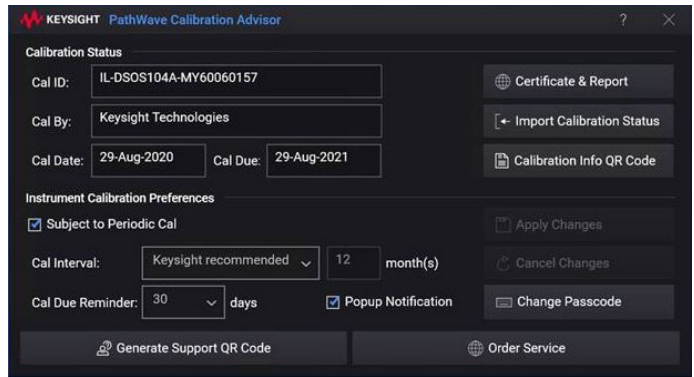 KEYSIGHT PathWave Calibration Advisor ?
Calibration Status
Cal ID: IL-DSOS104A-MY60060157 Certificate & Report
Cal By: Keysight Technologies Import Calibration Status
Cal Date: 29-Aug-2020 Cal Due: 29-Aug-2021 Calibration Info QR Code
Instrument Calibration Preferences
Subject to Periodic Cal Apply Changes
Cal Interval: Keysight recommended 12 month(s) Cancel Changes
Cal Due Reminder: 30 days Popup Notification Change Passcode
Generate Support QR Code Order Service